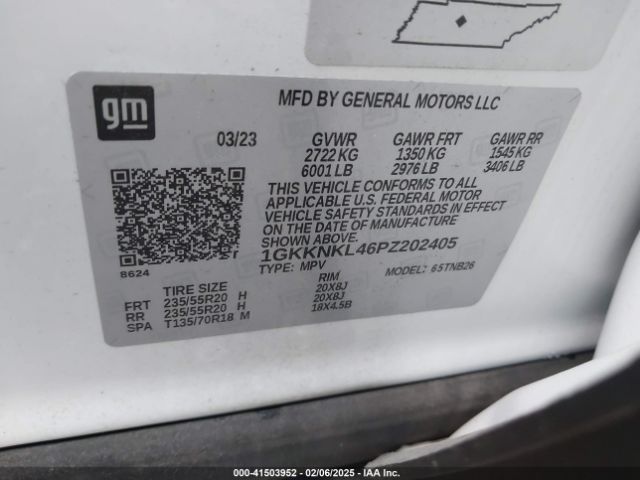 gm
MFD BY GENERAL MOTORS LLC
03/23 GVWR GAWR FRT GAWR RR
2722 KG 1350 KG 1545 KG
6001 LB 2976 LB 3406 LB
THIS VEHICLE CONFORMS TO ALL
APPLICABLE U.S. FEDERAL MOTOR
VEHICLE SAFETY STANDARDS IN EFFECT
ON THE DATE OF MANUFACTURE
SHOWN ABOVE.
1GKKNKL46PZ202405
8624
TYPE: MPV MODEL: 65TNB26
TIRE SIZE RIM
FRT 235/55R20 H 20X8J
RR 235/55R20 H 20X8J
SPA T135/70R18 M 18X4.5B
000-41503952 - 02/06/2025 - IAA Inc.